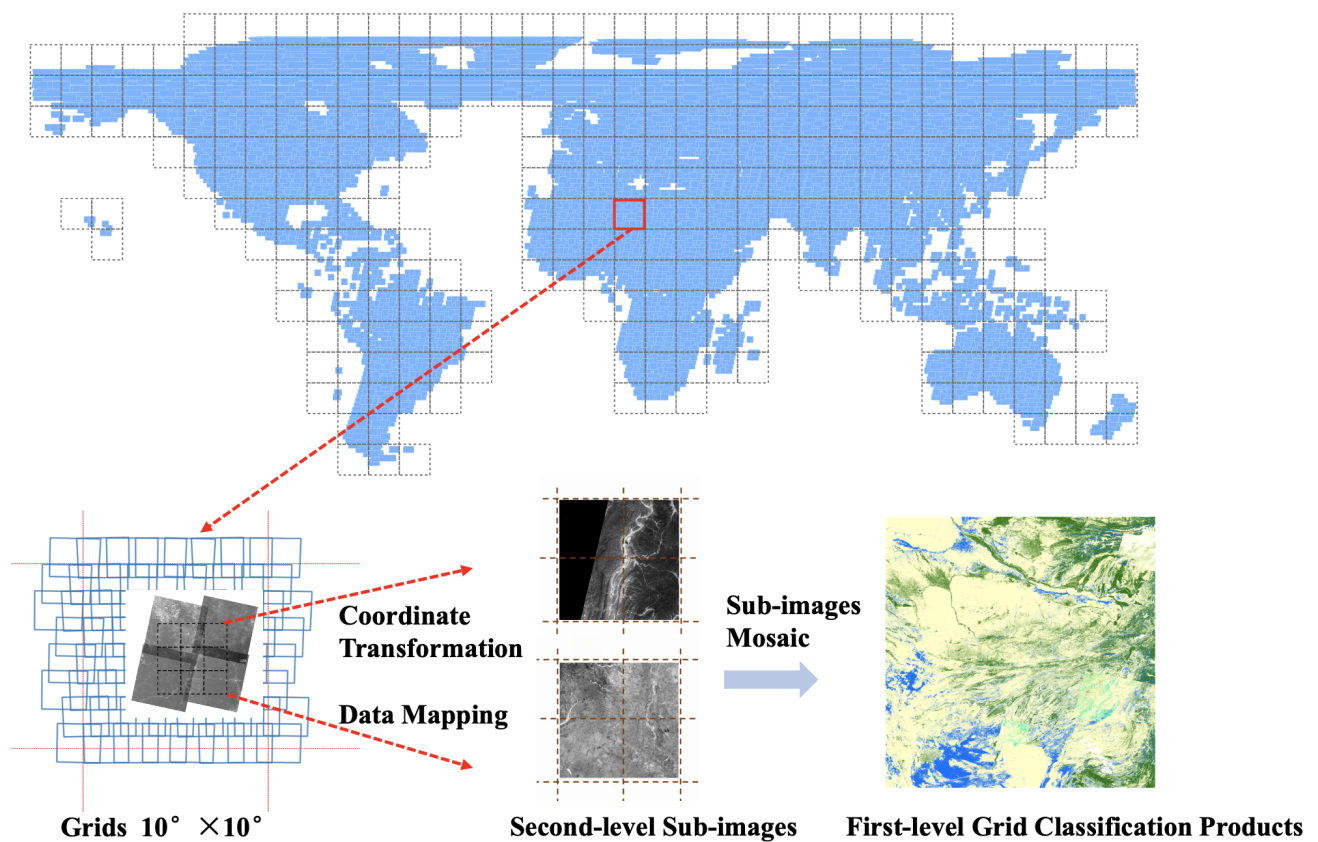 Coordinate
Transformation
Data Mapping
Sub-images
Mosaic
Grids 10° ×10°
Second-level Sub-images
First-level Grid Classification Products